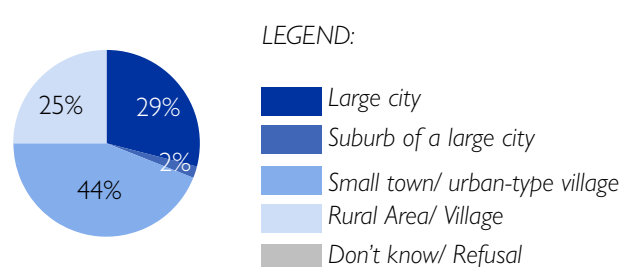 LEGEND:
25%
29%
2%
44%
Large city
Suburb of a large city
Small town/ urban-type village
Rural Area/ Village
Don't know/ Refusal